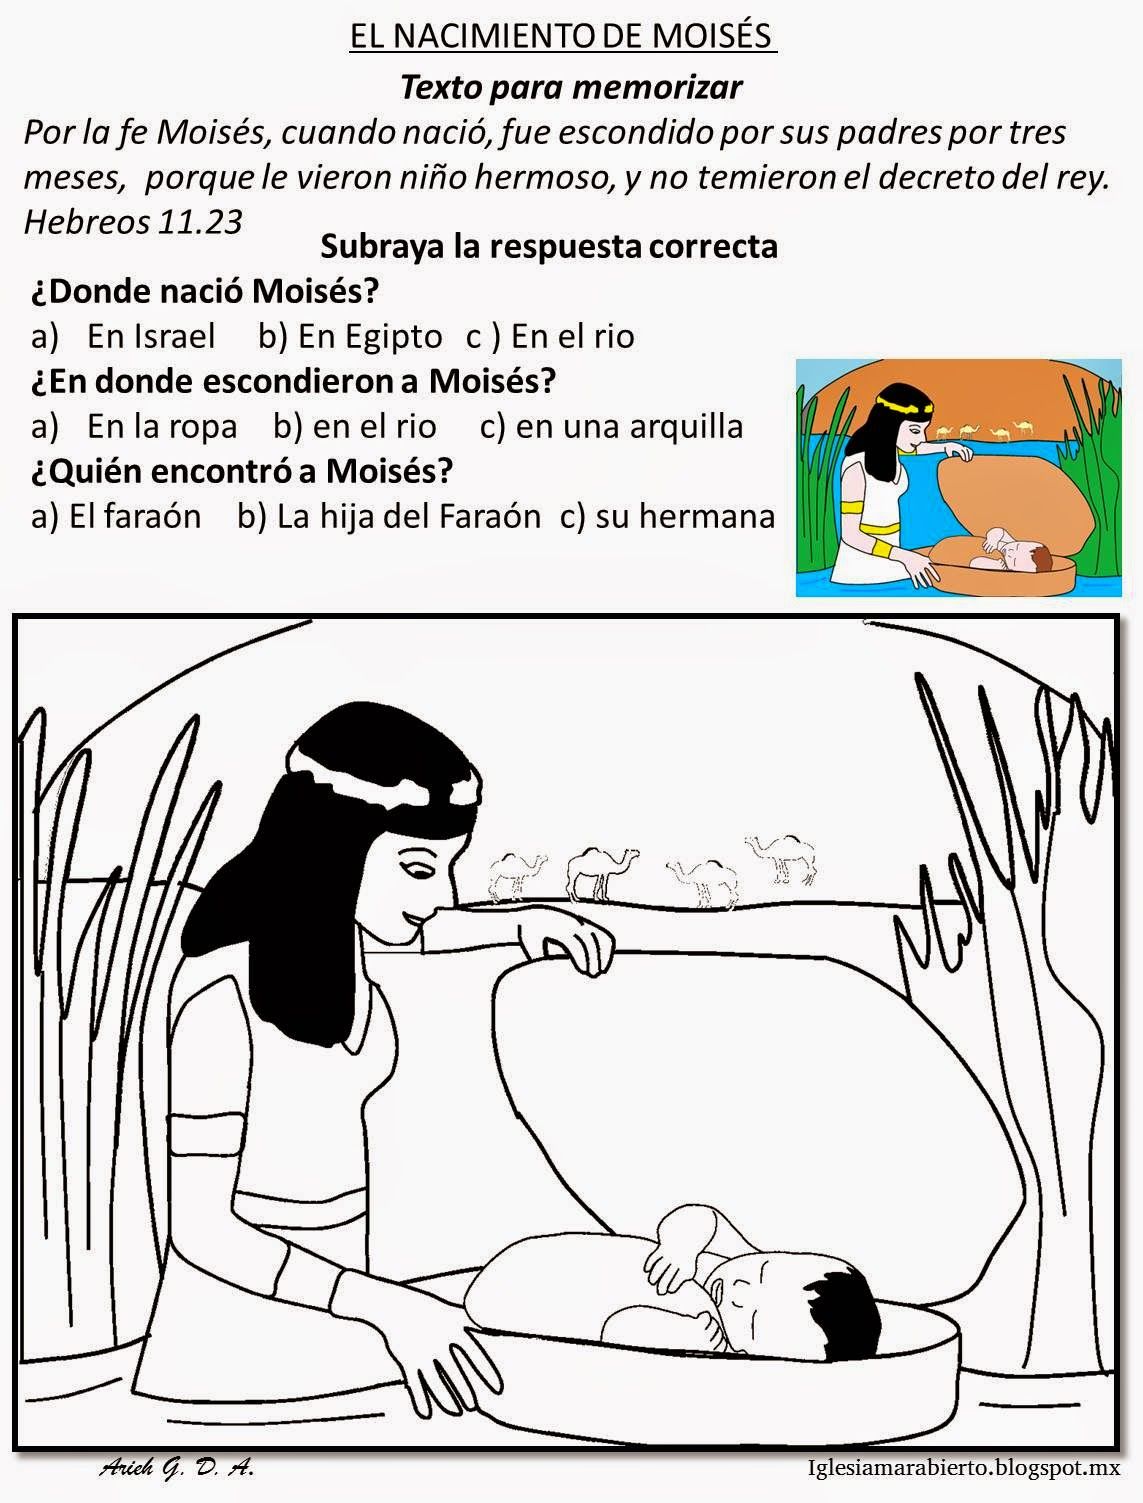 EL NACIMIENTO DE MOISÉS
Texto para memorizar
Por la fe Moisés, cuando nació, fue escondido por sus padres por tres
meses, porque le vieron niño hermoso, y no temieron el decreto del rey.
Hebreos 11.23
Subraya la respuesta correcta
¿Donde nació Moisés?
a) En Israel b) En Egipto c ) En el rio
¿En donde escondieron a Moisés?
a) En la ropa b) en el rio c) en una arquilla
¿Quién encontró a Moisés?
a) El faraón b) La hija del Faraón c) su hermana
Arieh G. D. A.
Iglesiamarabierto.blogspot.mx